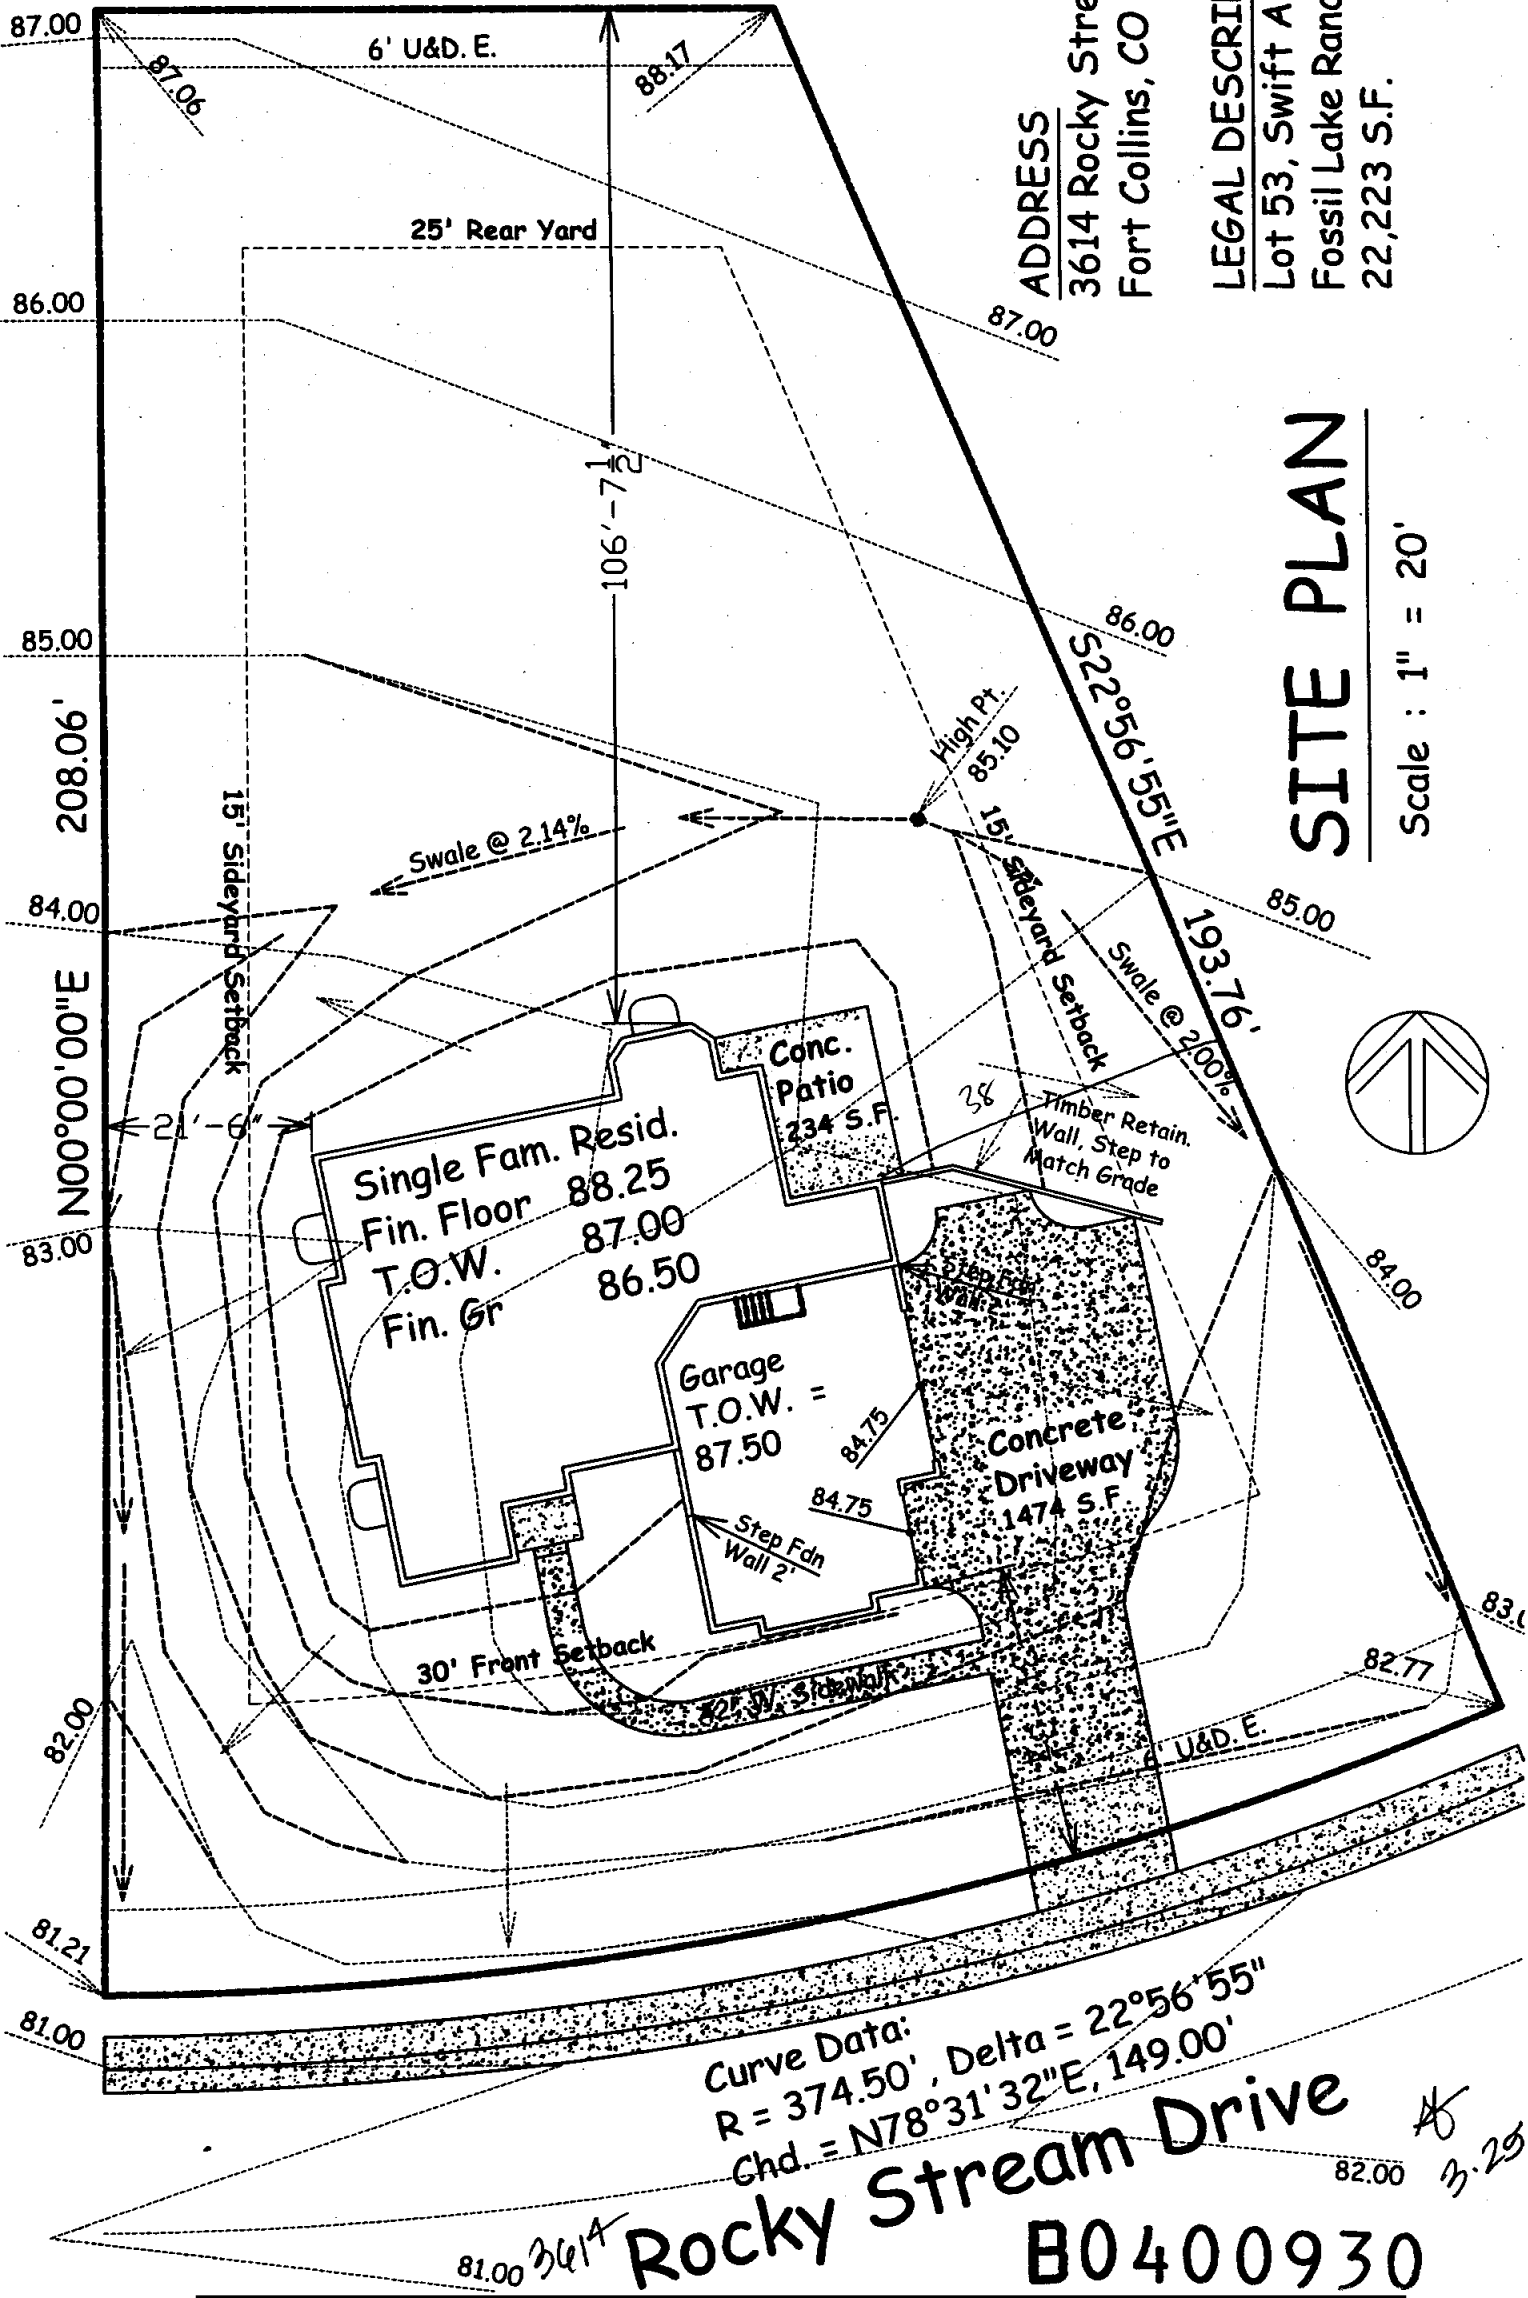 87.00
6' U&D. E.
87.06
88.17
25' Rear Yard
86.00
87.00
106'-7 1/2"
ADDRESS
3614 Rocky Stre
Fort Collins, CO
LEGAL DESCRI
Lot 53, Swift A
Fossil Lake Ranc
22,223 S.F.
SITE PLAN
Scale : 1" = 20'
85.00
86.00
S22°56'55"E 193.76'
High Pt.
85.10
N00°00'00"E 208.06'
15' Sideyard Setback
Swale @ 2.14%
15' Sideyard Setback
84.00
85.00
Swale @ 2.00%
21'-6"
Conc.
Patio
234 S.F.
38
Timber Retain.
Wall, Step to
Match Grade
Single Fam. Resid.
Fin. Floor 88.25
T.O.W. 87.00
Fin. Gr 86.50
83.00
84.00
Step Fdn
Wall 2'
Garage
T.O.W. =
87.50
84.75
84.75
Concrete
Driveway
1474 S.F.
Step Fdn
Wall 2'
30' Front Setback
W. Sidewalk
82.77
82.00
U&D. E.
81.21
81.00
Curve Data:
R = 374.50', Delta = 22°56'55"
Chd. = N78°31'32"E, 149.00'
Rocky Stream Drive
82.00
3.25
81.00
3614
B0400930